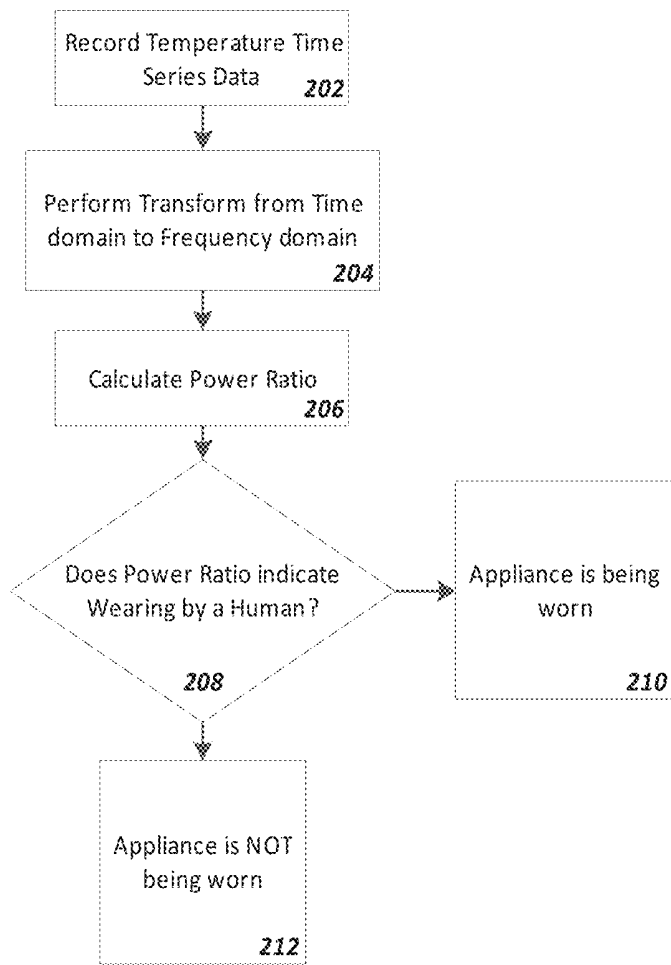 Record Temperature Time
Series Data
202
Perform Transform from Time
domain to Frequency domain
204
Calculate Power Ratio
206
Does Power Ratio indicate
Wearing by a Human?
208
Appliance is being
worn
210
Appliance is NOT
being worn
212